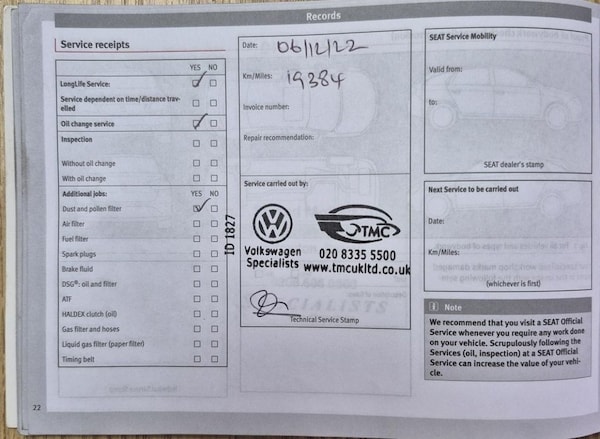 Records
Service receipts
YES NO
LongLife Service:
Service dependent on time/distance trav-
elled
Oil change service
Inspection
Without oil change
With oil change
Additional jobs: YES NO
Dust and pollen filter
Air filter
Fuel filter
Spark plugs
Brake fluid
DSG®: oil and filter
ATF
HALDEX clutch (oil)
Gas filter and hoses
Liquid gas filter (paper filter)
Timing belt
22
Date: 06/12/22
Km/Miles: 19384
Invoice number:
Repair recommendation:
Service carried out by:
ID 1827
VW
Volkswagen
Specialists
TMC
020 8335 5500
www.tmcukltd.co.uk
Technical Service Stamp
SEAT Service Mobility
Valid from:
to:
SEAT dealer's stamp
Next Service to be carried out
Date:
Km/Miles:
(whichever is first)
i Note
We recommend that you visit a SEAT Official
Service whenever you require any work done
on your vehicle. Scrupulously following the
Services (oil, inspection) at a SEAT Official
Service can increase the value of your vehi-
cle.